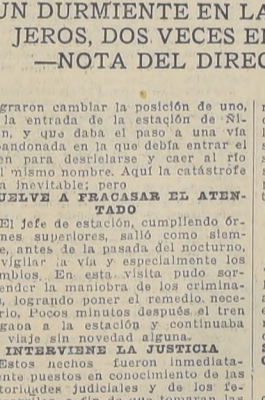 UN DURMIENTE EN LA
JEROS, DOS VECES E
—NOTA DEL DIREC
graron cambiar la posición de uno,
la entrada de la estación de Ñi-
n, y que daba el paso a una vía
bandonada en la que debía entrar el
en para desrielarse y caer al río
l mismo nombre. Aquí la catástrofe
a inevitable; pero
UELVE A FRACASAR EL ATEN-
TADO
El jefe de estación, cumpliendo ór-
nes superiores, salió como siem-
e, antes de la pasada del nocturno,
vigilar la vía y especialmente los
mbios. En esta visita pudo sor-
ender la maniobra de los crimina-
s, logrando poner el remedio nece-
rio. Pocos minutos después el tren
gaba a la estación y continuaba
viaje sin novedad alguna.
INTERVIENE LA JUSTICIA
Estos hechos fueron inmediata-
ente puestos en conocimiento de las
toridades judiciales y de los fe-